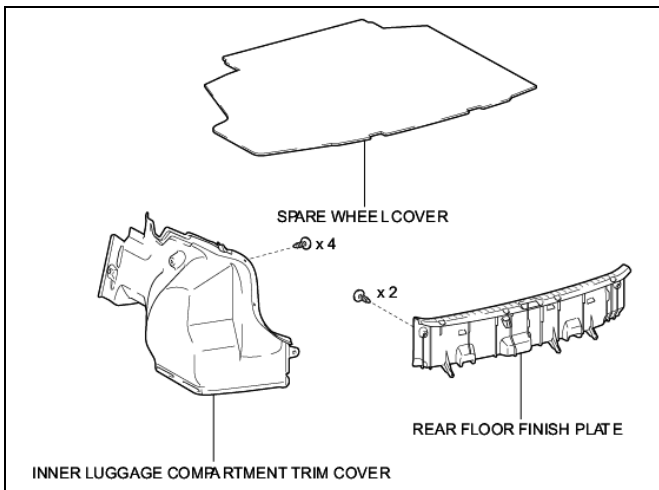 SPARE WHEEL COVER
x 4
x 2
REAR FLOOR FINISH PLATE
INNER LUGGAGE COMPARTMENT TRIM COVER